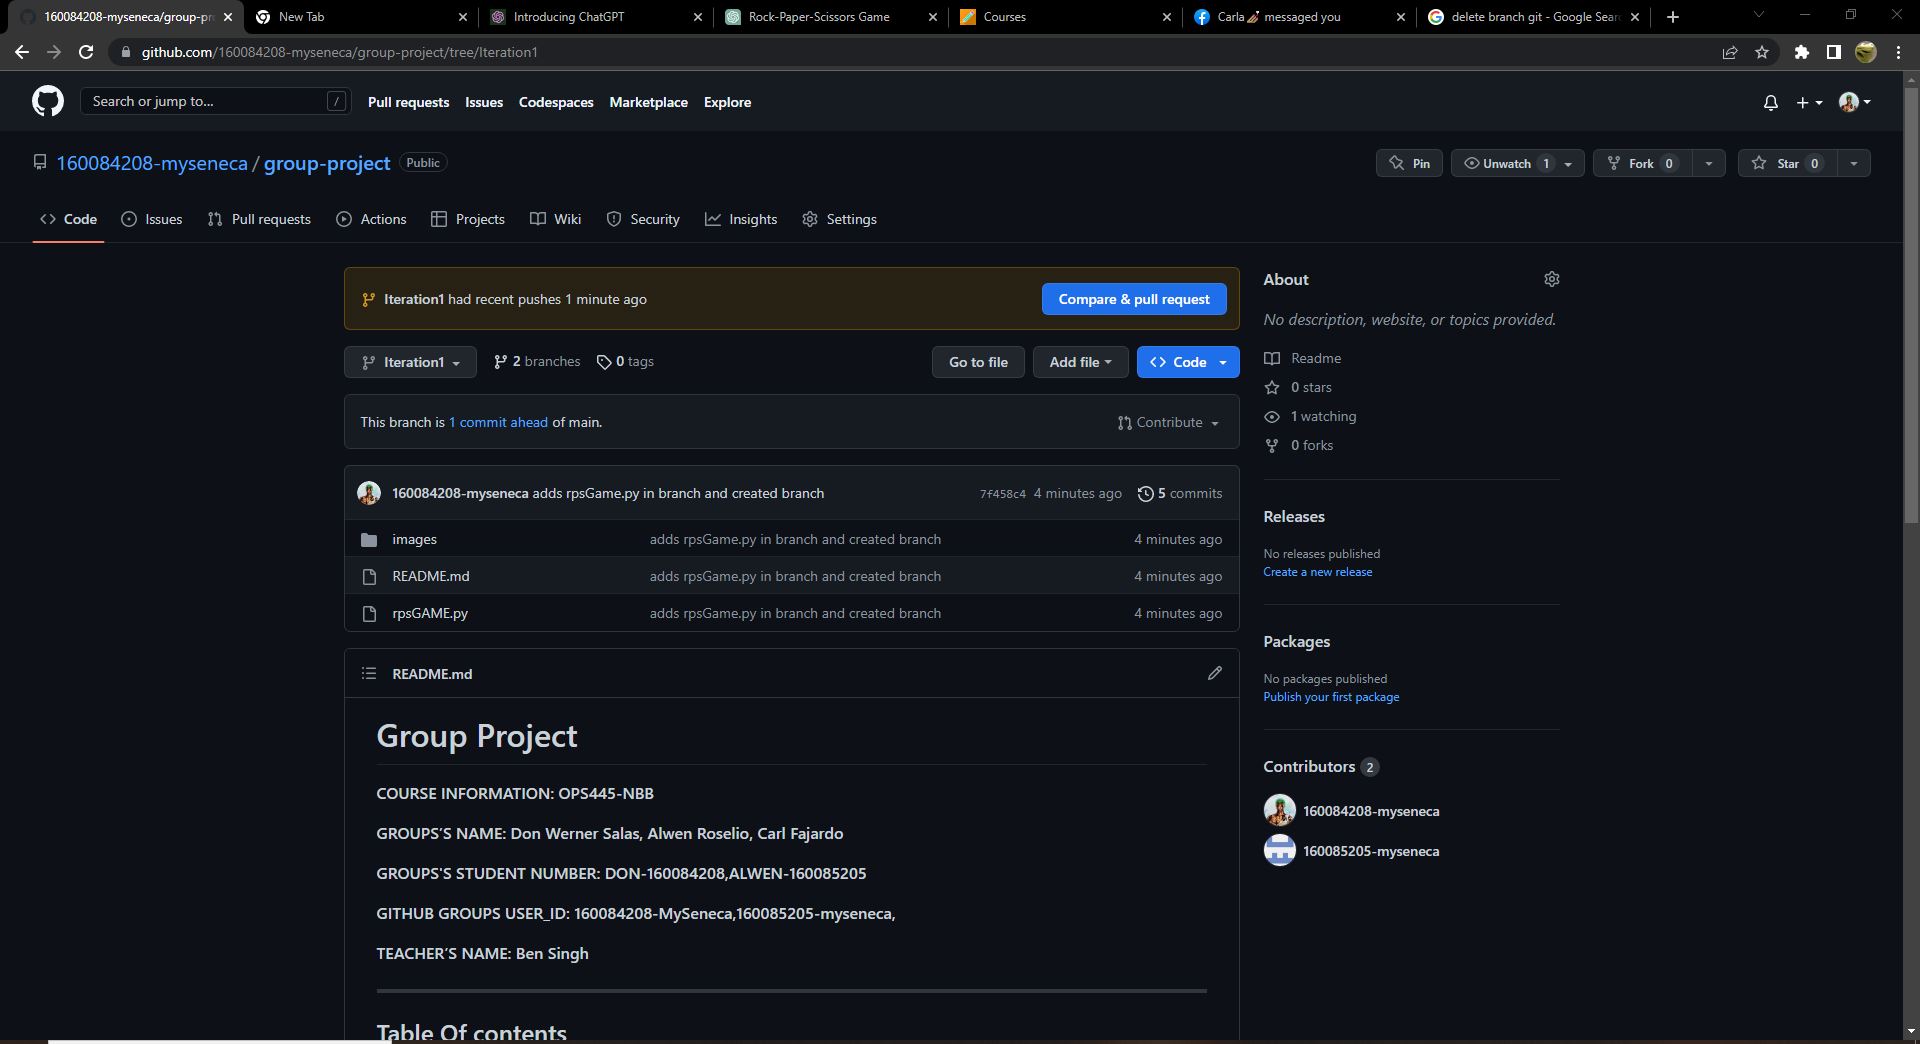 160084208-myseneca/group-pr
New Tab
Introducing ChatGPT
Rock-Paper-Scissors Game
Courses
Carla💅 messaged you
delete branch git - Google Sear
github.com/160084208-myseneca/group-project/tree/Iteration1
Search or jump to... /
Pull requests Issues Codespaces Marketplace Explore
160084208-myseneca / group-project Public
Pin Unwatch 1 Fork 0 Star 0
Code Issues Pull requests Actions Projects Wiki Security Insights Settings
Iteration1 had recent pushes 1 minute ago Compare & pull request
Iteration1 2 branches 0 tags Go to file Add file Code
This branch is 1 commit ahead of main. Contribute
160084208-myseneca adds rpsGame.py in branch and created branch 7f458c4 4 minutes ago 5 commits
images adds rpsGame.py in branch and created branch 4 minutes ago
README.md adds rpsGame.py in branch and created branch 4 minutes ago
rpsGAME.py adds rpsGame.py in branch and created branch 4 minutes ago
README.md
Group Project
COURSE INFORMATION: OPS445-NBB
GROUPS’S NAME: Don Werner Salas, Alwen Roselio, Carl Fajardo
GROUPS'S STUDENT NUMBER: DON-160084208,ALWEN-160085205
GITHUB GROUPS USER_ID: 160084208-MySeneca,160085205-myseneca,
TEACHER’S NAME: Ben Singh
Table Of contents
About
No description, website, or topics provided.
Readme
0 stars
1 watching
0 forks
Releases
No releases published
Create a new release
Packages
No packages published
Publish your first package
Contributors 2
160084208-myseneca
160085205-myseneca